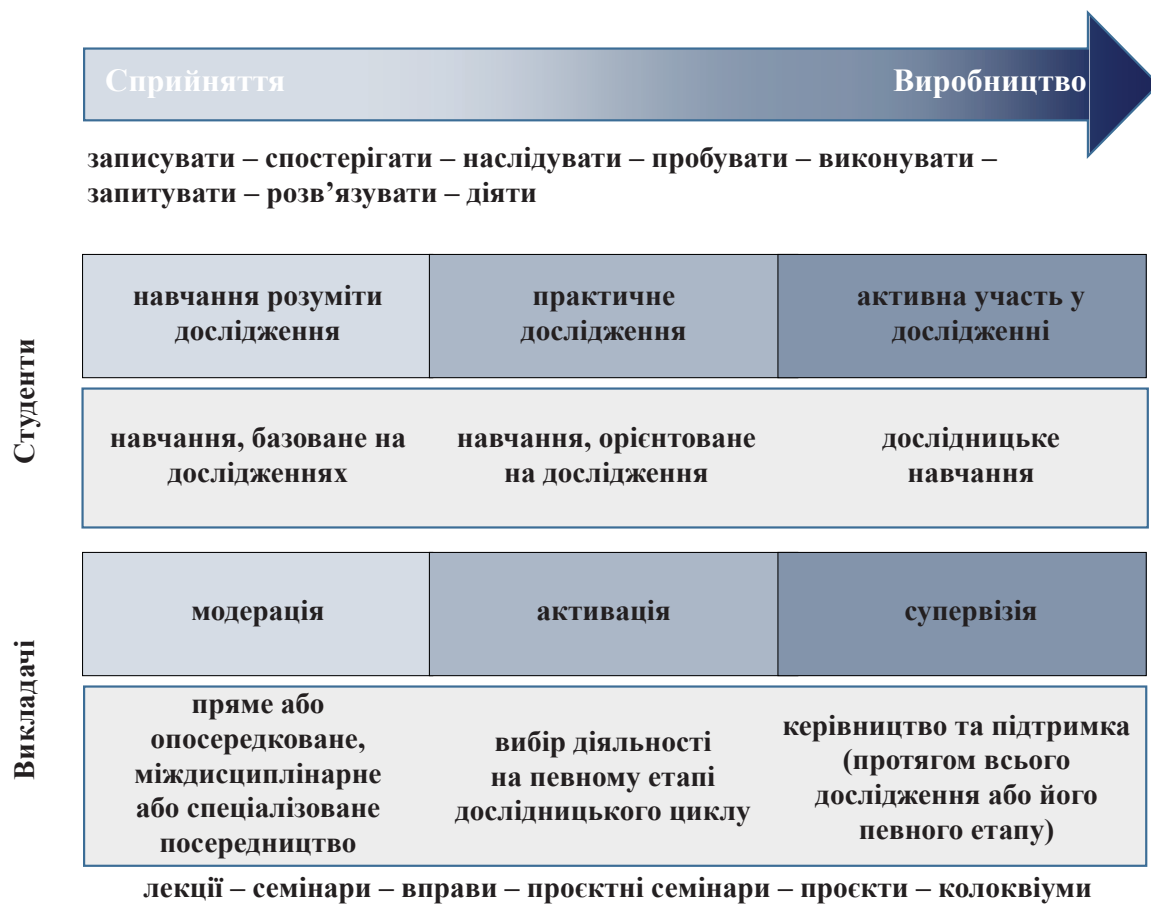 Сприйняття
Виробництво
записувати – спостерігати – наслідувати – пробувати – виконувати –
запитувати – розв’язувати – діяти
Студенти
навчання розуміти
дослідження
практичне
дослідження
активна участь у
дослідженні
навчання, базоване на
дослідженнях
навчання, орієнтоване
на дослідження
дослідницьке
навчання
Викладачі
модерація
активація
супервізія
пряме або
опосередковане,
міждисциплінарне
або спеціалізоване
посередництво
вибір діяльності
на певному етапі
дослідницького циклу
керівництво та підтримка
(протягом всього
дослідження або його
певного етапу)
лекції – семінари – вправи – проєктні семінари – проєкти – колоквіуми